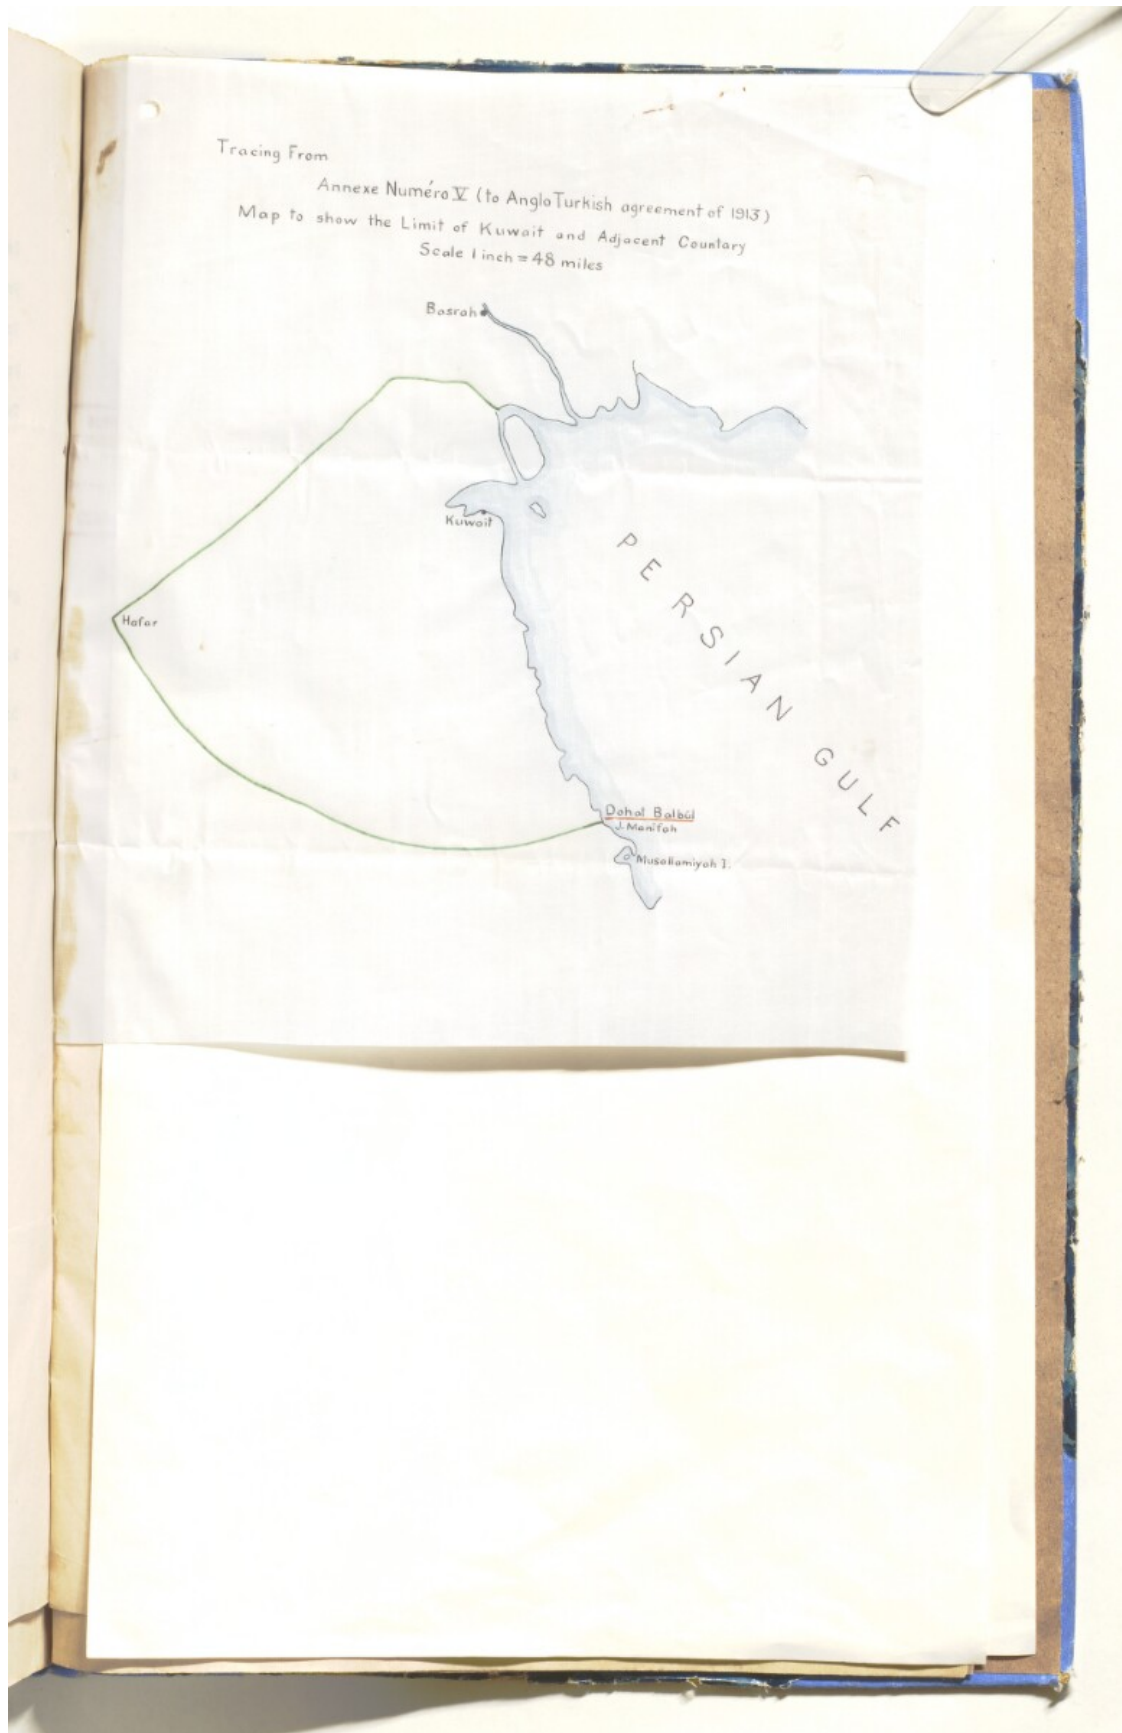 Tracing From
Annexe Numéro V (to Anglo Turkish agreement of 1913)
Map to show the Limit of Kuwait and Adjacent Countary
Scale 1 inch = 48 miles
Basrah
Kuwait
Hafar
PERSIAN GULF
Dohat Balbūl
J. Manifah
Musallamiyah I.